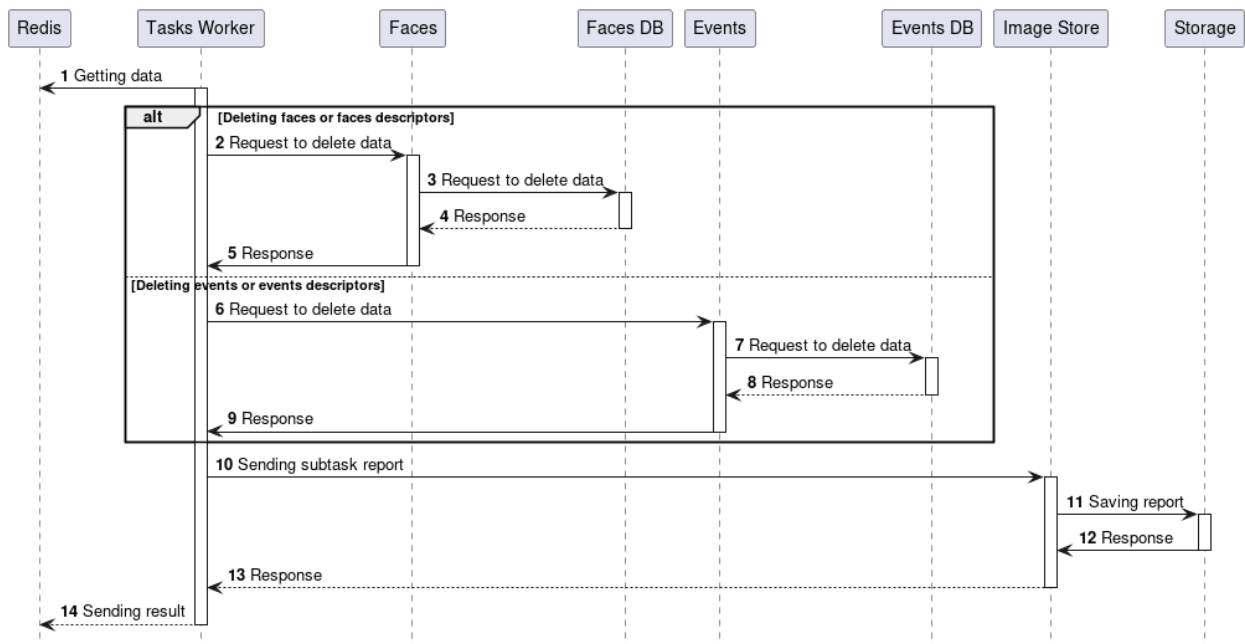 Redis Tasks Worker Faces Faces DB Events Events DB Image Store Storage
1 Getting data
alt [Deleting faces or faces descriptors]
2 Request to delete data
3 Request to delete data
4 Response
5 Response
[Deleting events or events descriptors]
6 Request to delete data
7 Request to delete data
8 Response
9 Response
10 Sending subtask report
11 Saving report
12 Response
13 Response
14 Sending result